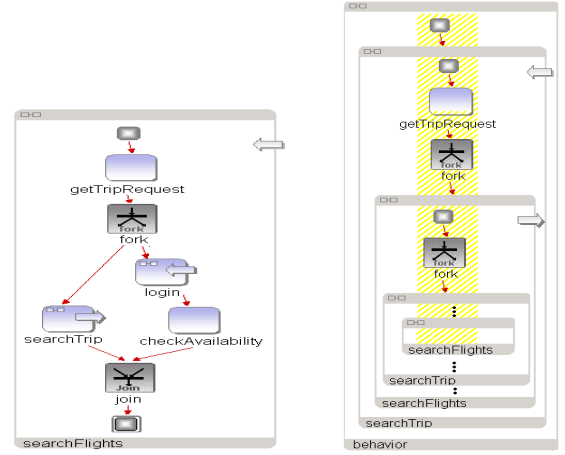 getTripRequest
fork
fork
login
searchTrip
checkAvailability
Join
join
searchFlights
getTripRequest
fork
fork
fork
fork
searchFlights
searchTrip
searchFlights
searchTrip
behavior